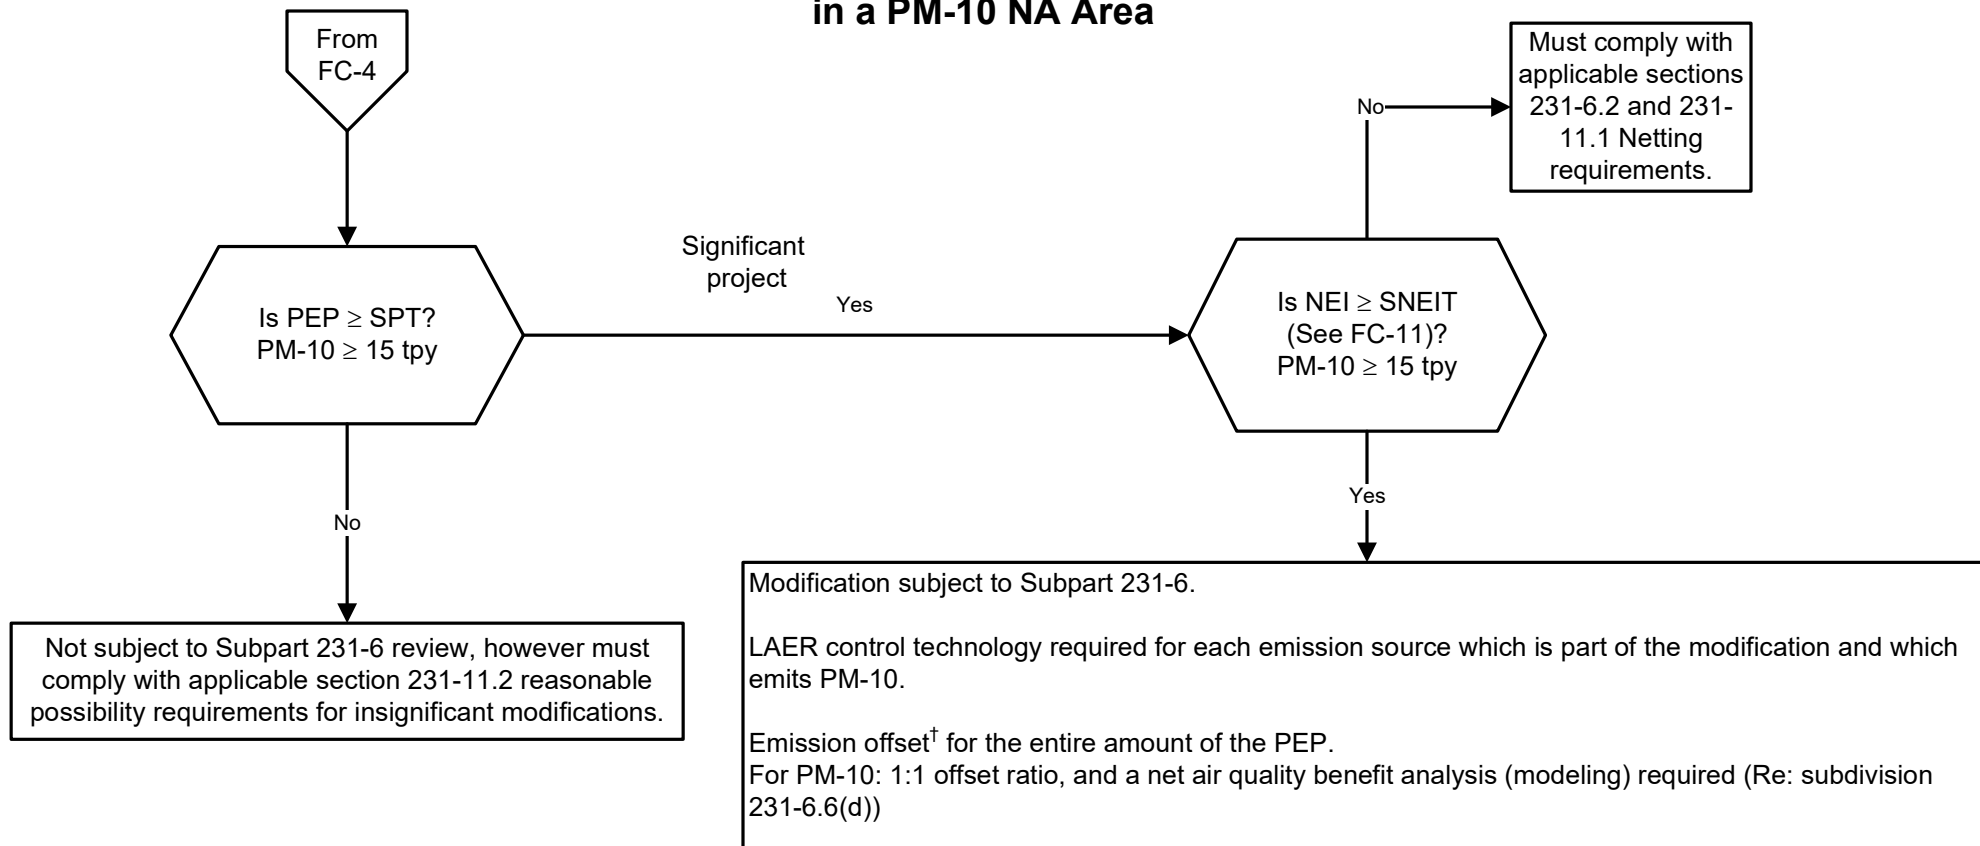 in a PM-10 NA Area
From
FC-4
Must comply with
applicable sections
231-6.2 and 231-
11.1 Netting
requirements.
No
Significant
project
Yes
Is PEP ≥ SPT?
PM-10 ≥ 15 tpy
Is NEI ≥ SNEIT
(See FC-11)?
PM-10 ≥ 15 tpy
No
Yes
Not subject to Subpart 231-6 review, however must
comply with applicable section 231-11.2 reasonable
possibility requirements for insignificant modifications.
Modification subject to Subpart 231-6.
LAER control technology required for each emission source which is part of the modification and which
emits PM-10.
Emission offset† for the entire amount of the PEP.
For PM-10: 1:1 offset ratio, and a net air quality benefit analysis (modeling) required (Re: subdivision
231-6.6(d))